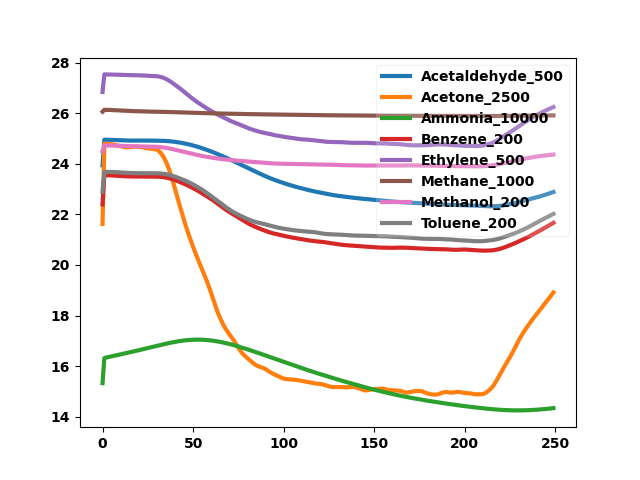 28
26
24
22
20
18
16
14
0
50
100
150
200
250
Acetaldehyde_500
Acetone_2500
Ammonia_10000
Benzene_200
Ethylene_500
Methane_1000
Methanol_200
Toluene_200